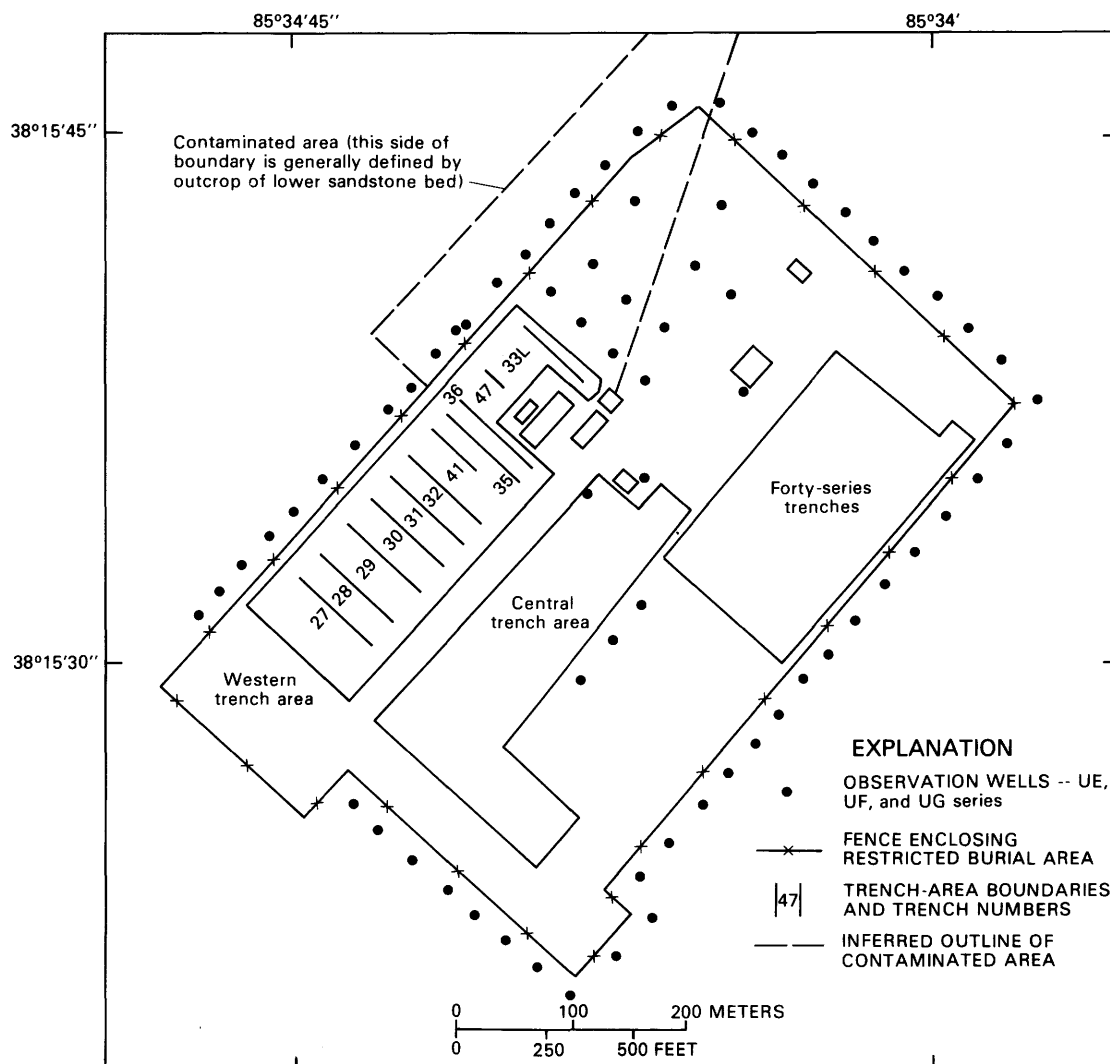 85°34'45''
85°34'
38°15'45''
Contaminated area (this side of
boundary is generally defined by
outcrop of lower sandstone bed)
33L
47
36
41
35
32
31
30
29
28
27
Forty-series
trenches
Central
trench area
38°15'30''
Western
trench area
EXPLANATION
OBSERVATION WELLS -- UE,
UF, and UG series
FENCE ENCLOSING
RESTRICTED BURIAL AREA
47
TRENCH-AREA BOUNDARIES
AND TRENCH NUMBERS
INFERRED OUTLINE OF
CONTAMINATED AREA
0 100 200 METERS
0 250 500 FEET